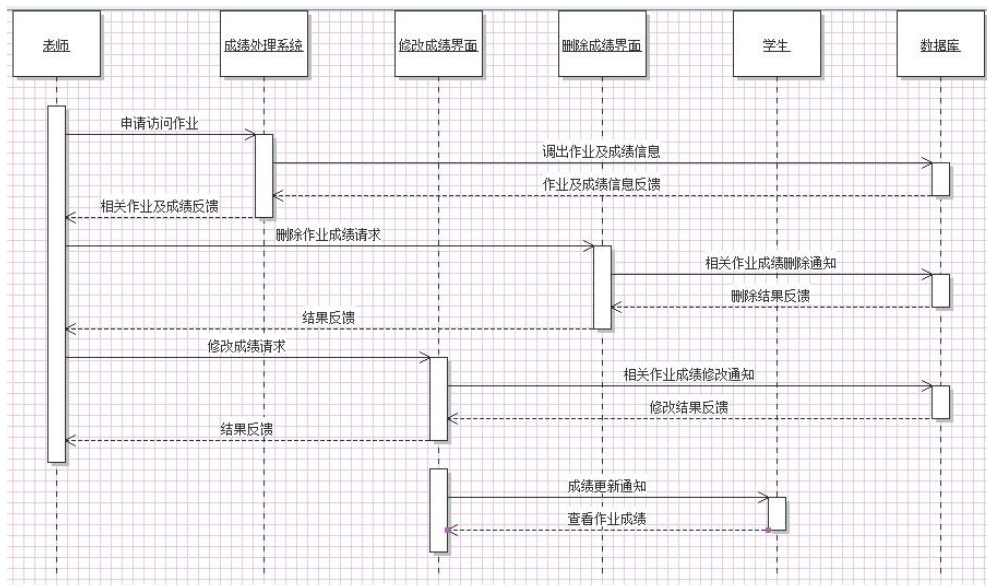 老师
成绩处理系统
修改成绩界面
删除成绩界面
学生
数据库
申请访问作业
调出作业及成绩信息
作业及成绩信息反馈
相关作业及成绩反馈
删除作业成绩请求
相关作业成绩删除通知
删除结果反馈
结果反馈
修改成绩请求
相关作业成绩修改通知
修改结果反馈
结果反馈
成绩更新通知
查看作业成绩